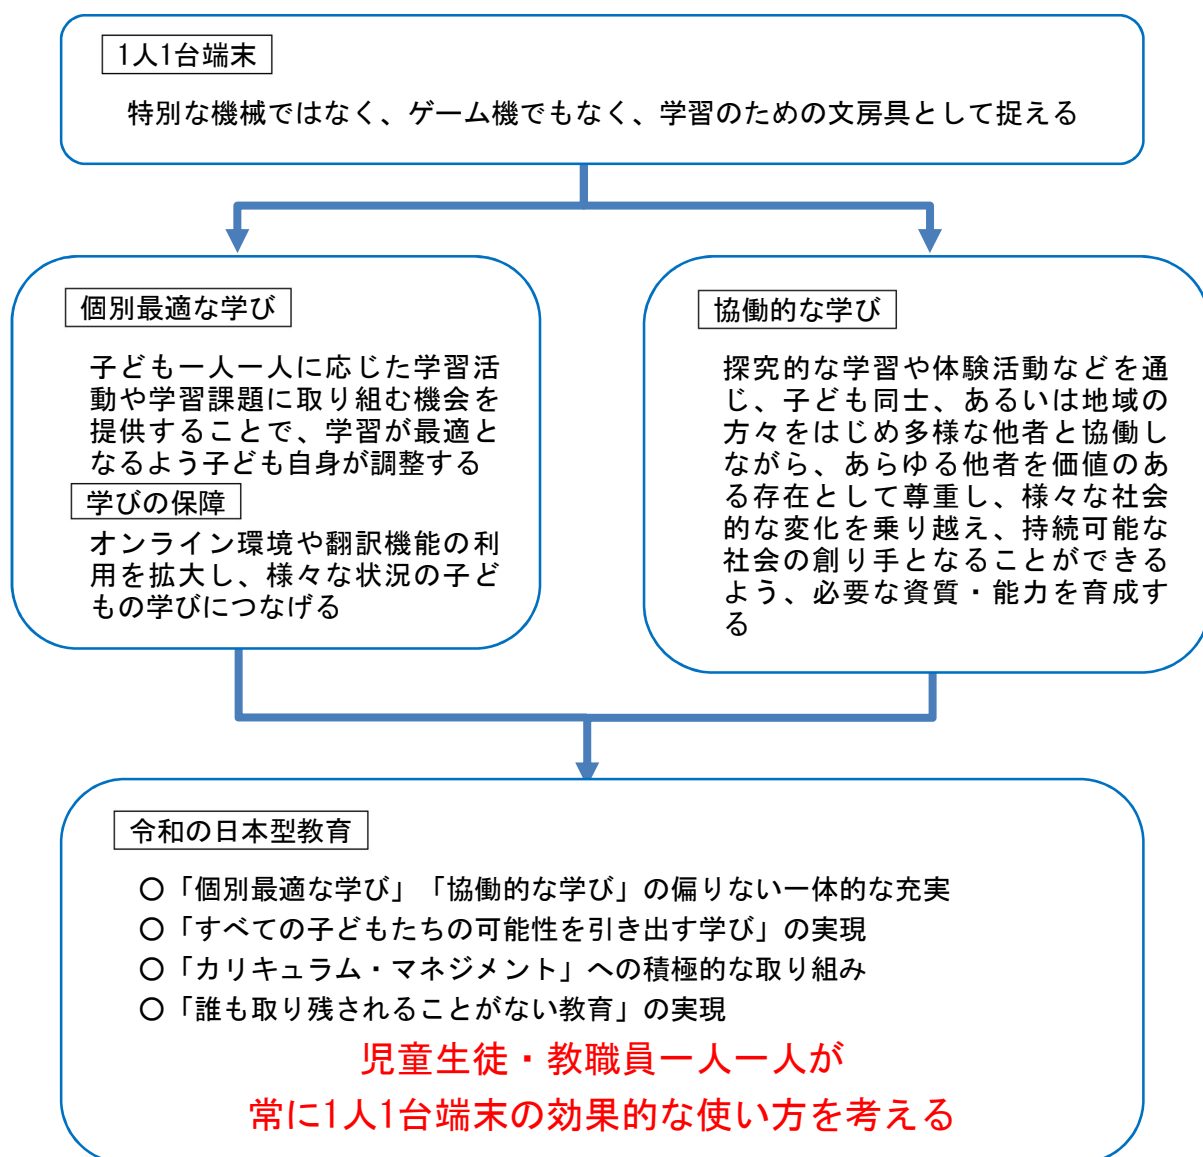 1人1台端末
特別な機械ではなく、ゲーム機でもなく、学習のための文房具として捉える
個別最適な学び
子ども一人一人に応じた学習活
動や学習課題に取り組む機会を
提供することで、学習が最適と
なるよう子ども自身が調整する
学びの保障
オンライン環境や翻訳機能の利
用を拡大し、様々な状況の子ど
もの学びにつなげる
協働的な学び
探究的な学習や体験活動などを通
じ、子ども同士、あるいは地域の
方々をはじめ多様な他者と協働し
ながら、あらゆる他者を価値のあ
る存在として尊重し、様々な社会
的な変化を乗り越え、持続可能な
社会の創り手となることができる
よう、必要な資質・能力を育成す
る
令和の日本型教育
〇「個別最適な学び」「協働的な学び」の偏りない一体的な充実
〇「すべての子どもたちの可能性を引き出す学び」の実現
〇「カリキュラム・マネジメント」への積極的な取り組み
〇「誰も取り残されることがない教育」の実現
児童生徒・教職員一人一人が
常に1人1台端末の効果的な使い方を考える